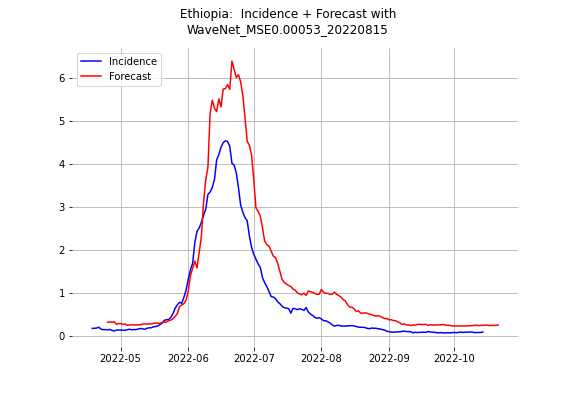 Ethiopia:  Incidence + Forecast with
WaveNet_MSE0.00053_20220815
Incidence
Forecast
6
5
4
3
2
1
0
2022-05 2022-06 2022-07 2022-08 2022-09 2022-10